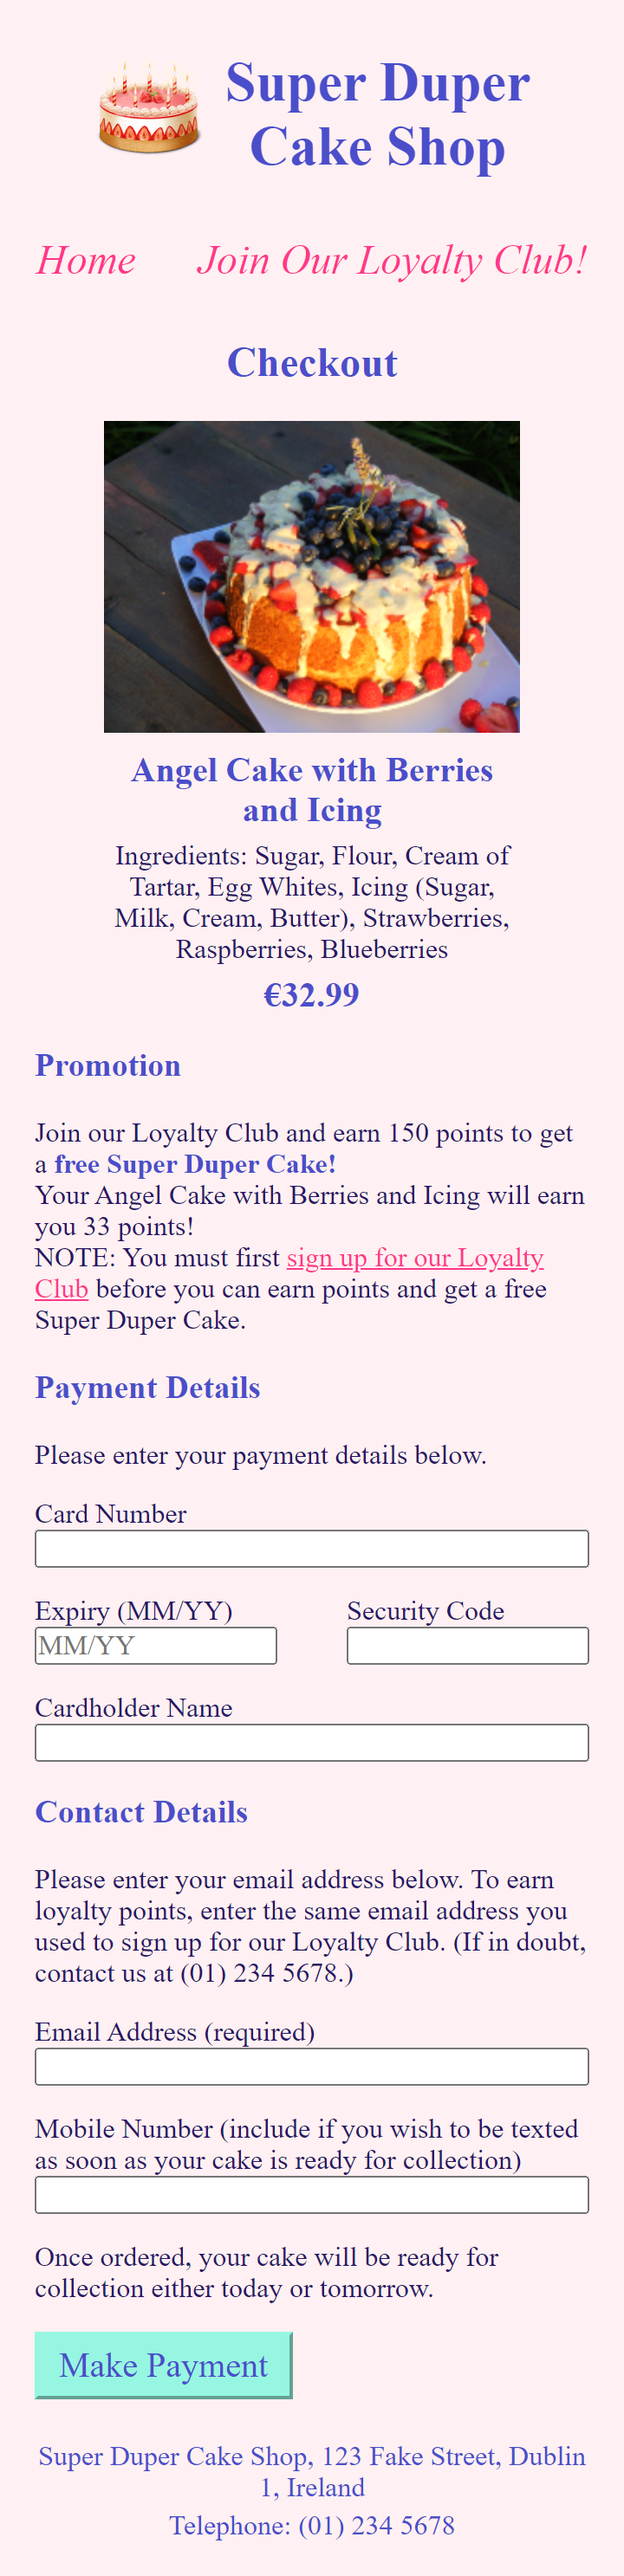 Super Duper
Cake Shop
Home Join Our Loyalty Club!
Checkout
Angel Cake with Berries
and Icing
Ingredients: Sugar, Flour, Cream of
Tartar, Egg Whites, Icing (Sugar,
Milk, Cream, Butter), Strawberries,
Raspberries, Blueberries
€32.99
Promotion
Join our Loyalty Club and earn 150 points to get
a free Super Duper Cake!
Your Angel Cake with Berries and Icing will earn
you 33 points!
NOTE: You must first sign up for our Loyalty
Club before you can earn points and get a free
Super Duper Cake.
Payment Details
Please enter your payment details below.
Card Number
Expiry (MM/YY) Security Code
MM/YY
Cardholder Name
Contact Details
Please enter your email address below. To earn
loyalty points, enter the same email address you
used to sign up for our Loyalty Club. (If in doubt,
contact us at (01) 234 5678.)
Email Address (required)
Mobile Number (include if you wish to be texted
as soon as your cake is ready for collection)
Once ordered, your cake will be ready for
collection either today or tomorrow.
Make Payment
Super Duper Cake Shop, 123 Fake Street, Dublin
1, Ireland
Telephone: (01) 234 5678